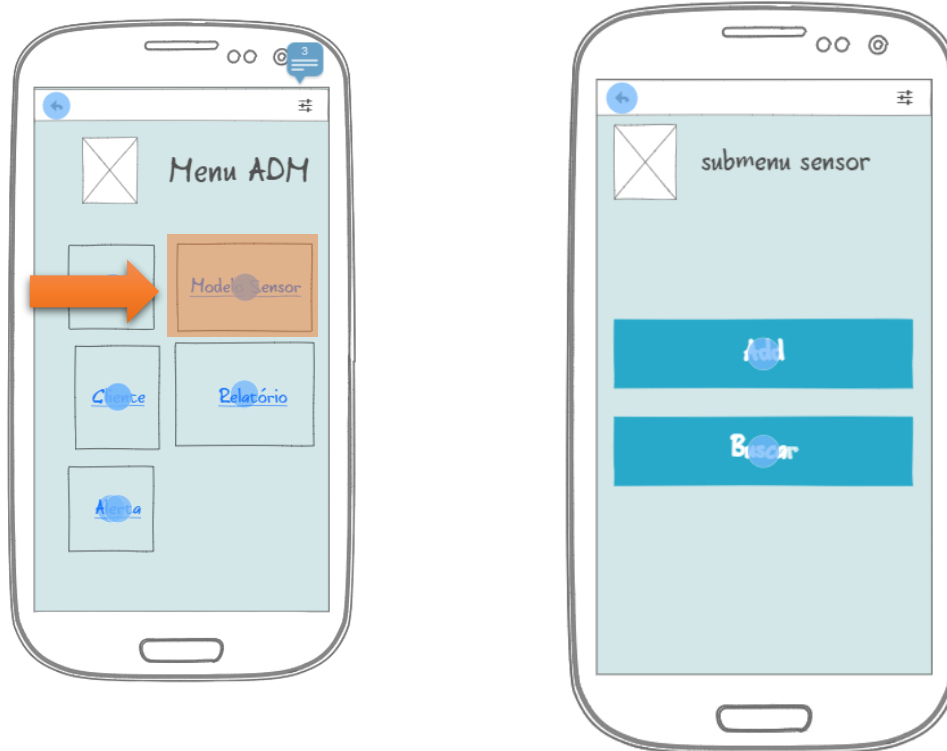 3
Menu ADM
Modelo Sensor
Cliente
Relatório
Alerta
submenu sensor
Add
Buscar